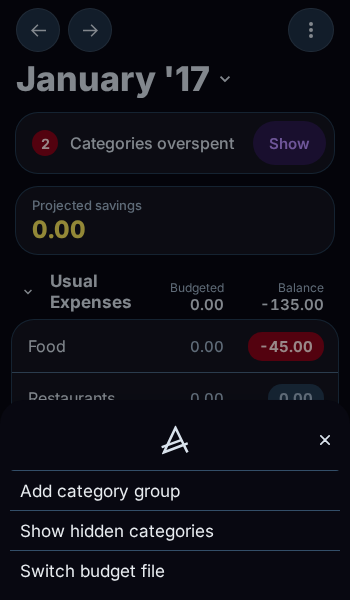 January '17
2 Categories overspent Show
Projected savings
0.00
Usual Expenses Budgeted 0.00 Balance -135.00
Food 0.00 -45.00
Restaurants 0.00 0.00
Add category group
Show hidden categories
Switch budget file